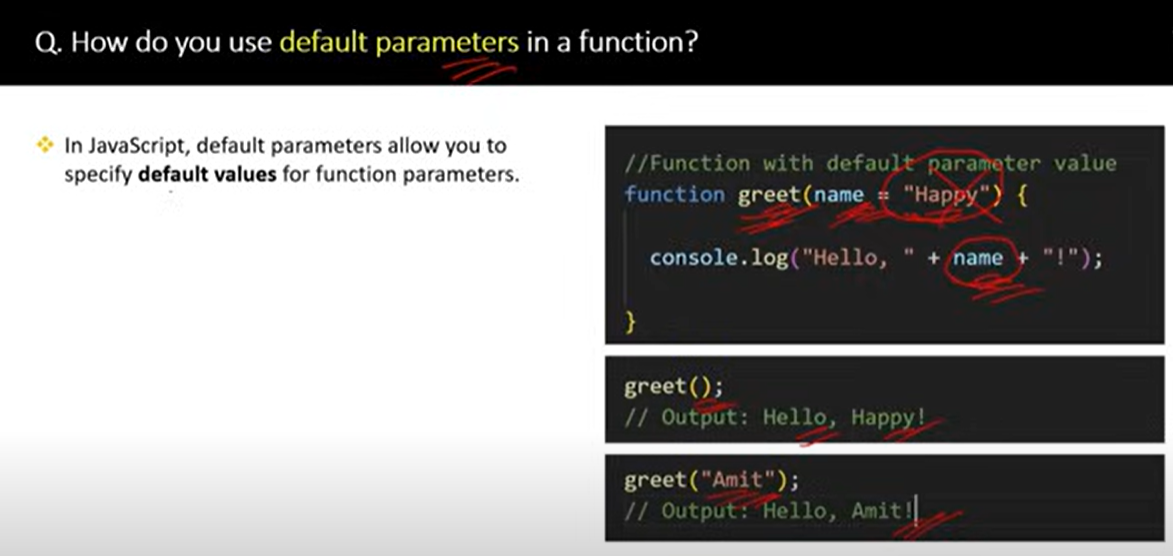 Q. How do you use default parameters in a function?
In JavaScript, default parameters allow you to
specify default values for function parameters.
//Function with default parameter value
function greet(name = "Happy") {
console.log("Hello, " + name + "!");
}
greet();
// Output: Hello, Happy!
greet("Amit");
// Output: Hello, Amit!